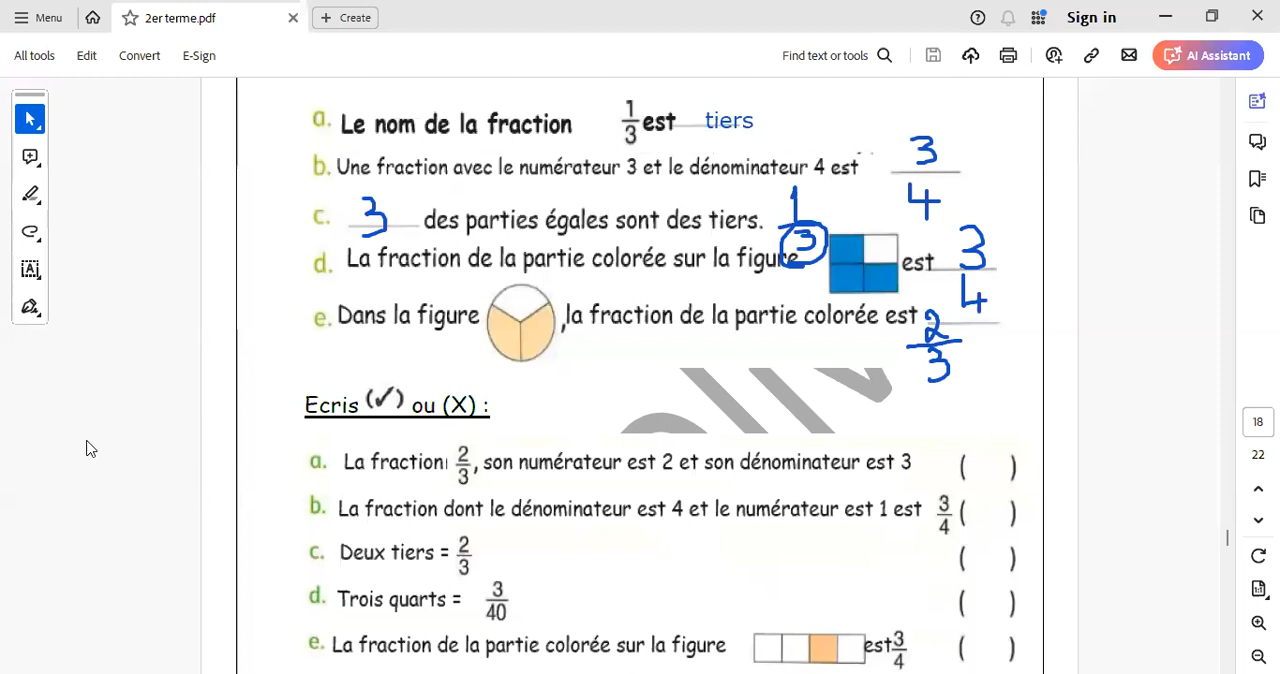 Menu
2er terme.pdf
Create
Sign in
All tools
Edit
Convert
E-Sign
Find text or tools
AI Assistant
a. Le nom de la fraction 1/3 est tiers
b. Une fraction avec le numérateur 3 et le dénominateur 4 est 3/4
c. 3 des parties égales sont des tiers. 1/3
d. La fraction de la partie colorée sur la figure est 3/4
e. Dans la figure ,la fraction de la partie colorée est 2/3
Ecris (✓) ou (X) :
a. La fraction 2/3, son numérateur est 2 et son dénominateur est 3 ( )
b. La fraction dont le dénominateur est 4 et le numérateur est 1 est 3/4 ( )
c. Deux tiers = 2/3 ( )
d. Trois quarts = 3/40 ( )
e. La fraction de la partie colorée sur la figure est 3/4 ( )
18
22